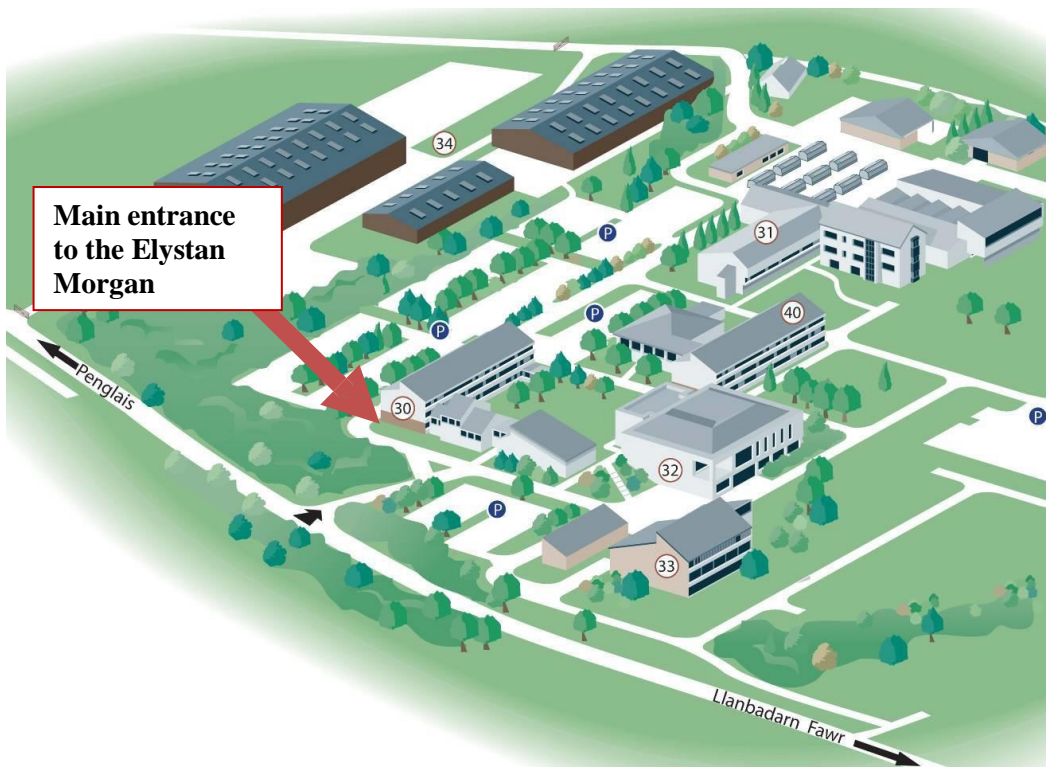 34
Main entrance
to the Elystan
Morgan
P
31
P
40
P
30
Penglais
P
32
P
33
Llanbadarn Fawr